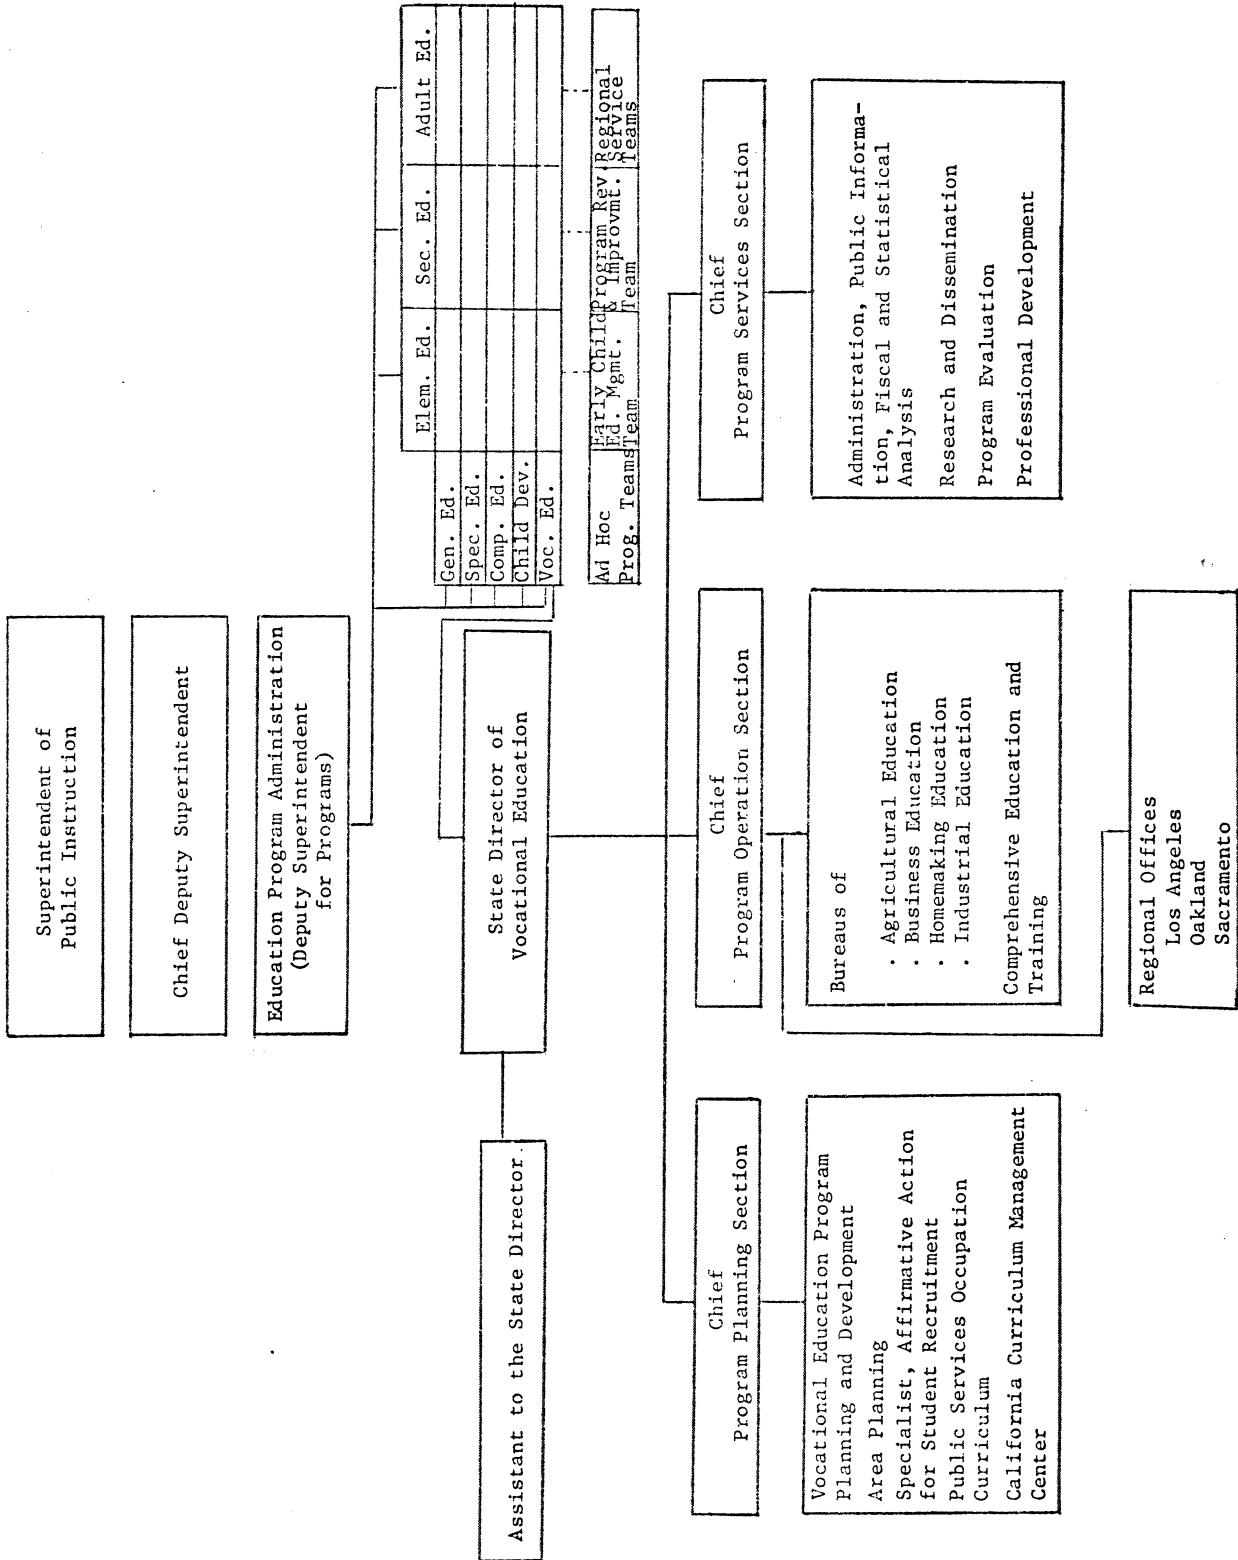 Superintendent of
Public Instruction
Chief Deputy Superintendent
Education Program Administration
(Deputy Superintendent
for Programs)
Elem. Ed.
Sec. Ed.
Adult Ed.
Gen. Ed.
Spec. Ed.
Comp. Ed.
Child Dev.
Voc. Ed.
Ad Hoc
Prog. Teams
Early Child
Ed. Mgmt.
Team
Program Rev.
& Improvmt.
Team
Regional
Service
Teams
Assistant to the State Director
State Director of
Vocational Education
Chief
Program Planning Section
Vocational Education Program
Planning and Development
Area Planning
Specialist, Affirmative Action
for Student Recruitment
Public Services Occupation
Curriculum
California Curriculum Management
Center
Chief
Program Operation Section
Bureaus of
. Agricultural Education
. Business Education
. Homemaking Education
. Industrial Education
Comprehensive Education and
Training
Regional Offices
Los Angeles
Oakland
Sacramento
Chief
Program Services Section
Administration, Public Informa-
tion, Fiscal and Statistical
Analysis
Research and Dissemination
Program Evaluation
Professional Development